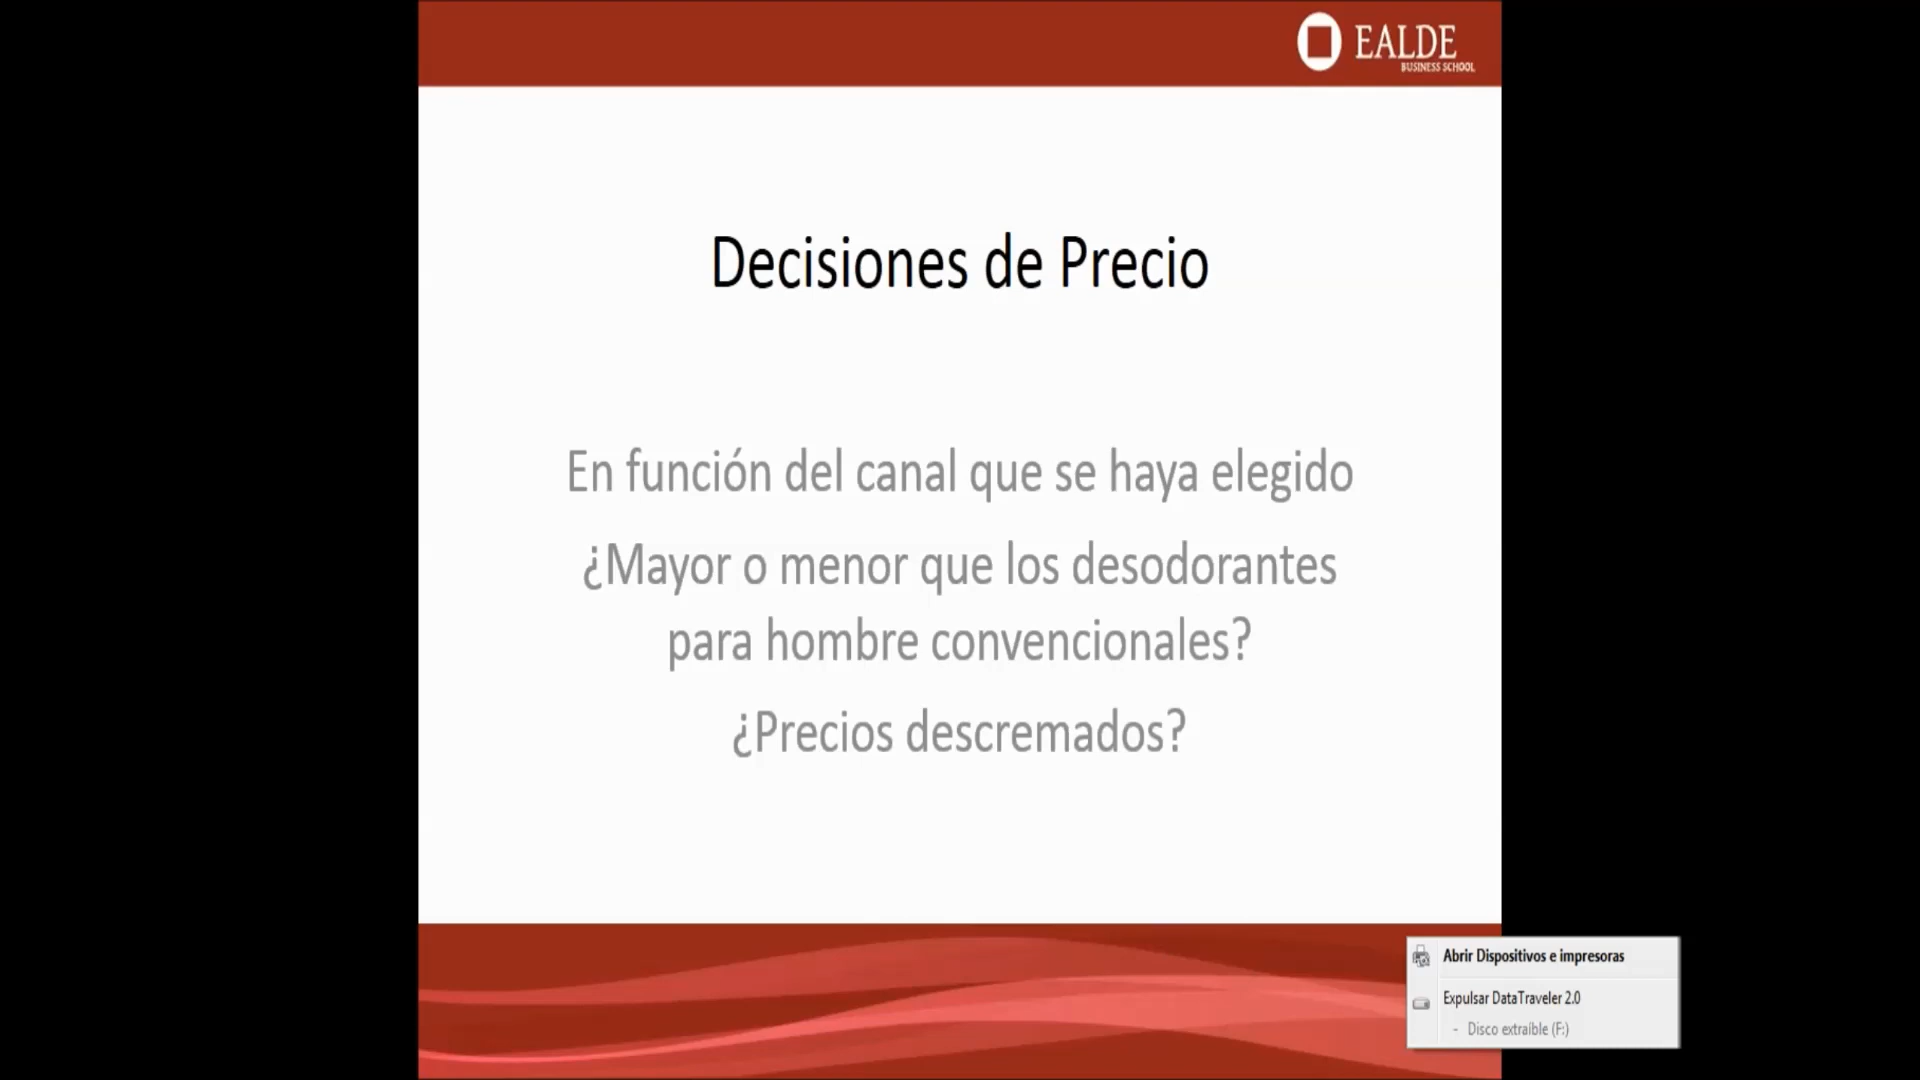 EALDE
BUSINESS SCHOOL
Decisiones de Precio
En función del canal que se haya elegido
¿Mayor o menor que los desodorantes
para hombre convencionales?
¿Precios descremados?
Abrir Dispositivos e impresoras
Expulsar DataTraveler 2.0
- Disco extraíble (F:)